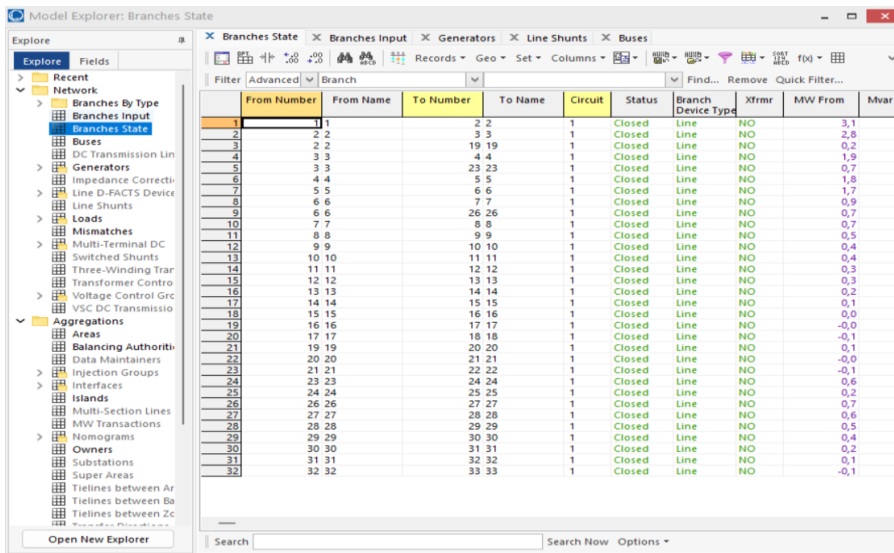 Model Explorer: Branches State
Explore
Explore Fields
Recent
Network
Branches By Type
Branches Input
Branches State
Buses
DC Transmission Lin
Generators
Impedance Correcti
Line D-FACTS Device
Line Shunts
Loads
Mismatches
Multi-Terminal DC
Switched Shunts
Three-Winding Tran
Transformer Contro
Voltage Control Grc
VSC DC Transmissio
Aggregations
Areas
Balancing Authoriti
Data Maintainers
Injection Groups
Interfaces
Islands
Multi-Section Lines
MW Transactions
Nomograms
Owners
Substations
Super Areas
Tielines between Ar
Tielines between Ba
Tielines between Zc
Open New Explorer
X Branches State X Branches Input X Generators X Line Shunts X Buses
Records Geo Set Columns f(x)
Filter Advanced Branch Find... Remove Quick Filter...
From Number From Name To Number To Name Circuit Status Branch Device Type Xfrmr MW From Mvar
1 1 1 2 2 1 Closed Line NO 3,1
2 2 2 3 3 1 Closed Line NO 2,8
3 2 2 19 19 1 Closed Line NO 0,2
4 3 3 4 4 1 Closed Line NO 1,9
5 3 3 23 23 1 Closed Line NO 0,7
6 4 4 5 5 1 Closed Line NO 1,8
7 5 5 6 6 1 Closed Line NO 1,7
8 6 6 7 7 1 Closed Line NO 0,9
9 6 6 26 26 1 Closed Line NO 0,7
10 7 7 8 8 1 Closed Line NO 0,7
11 8 8 9 9 1 Closed Line NO 0,5
12 9 9 10 10 1 Closed Line NO 0,4
13 10 10 11 11 1 Closed Line NO 0,4
14 11 11 12 12 1 Closed Line NO 0,3
15 12 12 13 13 1 Closed Line NO 0,3
16 13 13 14 14 1 Closed Line NO 0,2
17 14 14 15 15 1 Closed Line NO 0,1
18 15 15 16 16 1 Closed Line NO 0,0
19 16 16 17 17 1 Closed Line NO -0,0
20 17 17 18 18 1 Closed Line NO -0,1
21 19 19 20 20 1 Closed Line NO 0,1
22 20 20 21 21 1 Closed Line NO -0,0
23 21 21 22 22 1 Closed Line NO -0,1
24 23 23 24 24 1 Closed Line NO 0,6
25 24 24 25 25 1 Closed Line NO 0,2
26 26 26 27 27 1 Closed Line NO 0,7
27 27 27 28 28 1 Closed Line NO 0,6
28 28 28 29 29 1 Closed Line NO 0,5
29 29 29 30 30 1 Closed Line NO 0,4
30 30 30 31 31 1 Closed Line NO 0,2
31 31 31 32 32 1 Closed Line NO 0,1
32 32 32 33 33 1 Closed Line NO -0,1
Search Search Now Options